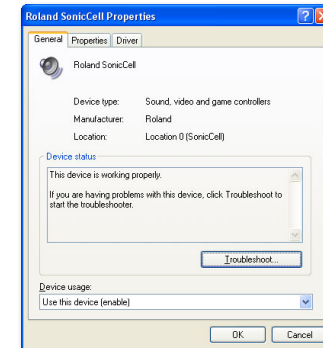 Roland SonicCell Properties
General Properties Driver
Roland SonicCell
Device type: Sound, video and game controllers
Manufacturer: Roland
Location: Location 0 (SonicCell)
Device status
This device is working properly.
If you are having problems with this device, click Troubleshoot to
start the troubleshooter.
Troubleshoot...
Device usage:
Use this device (enable)
OK Cancel